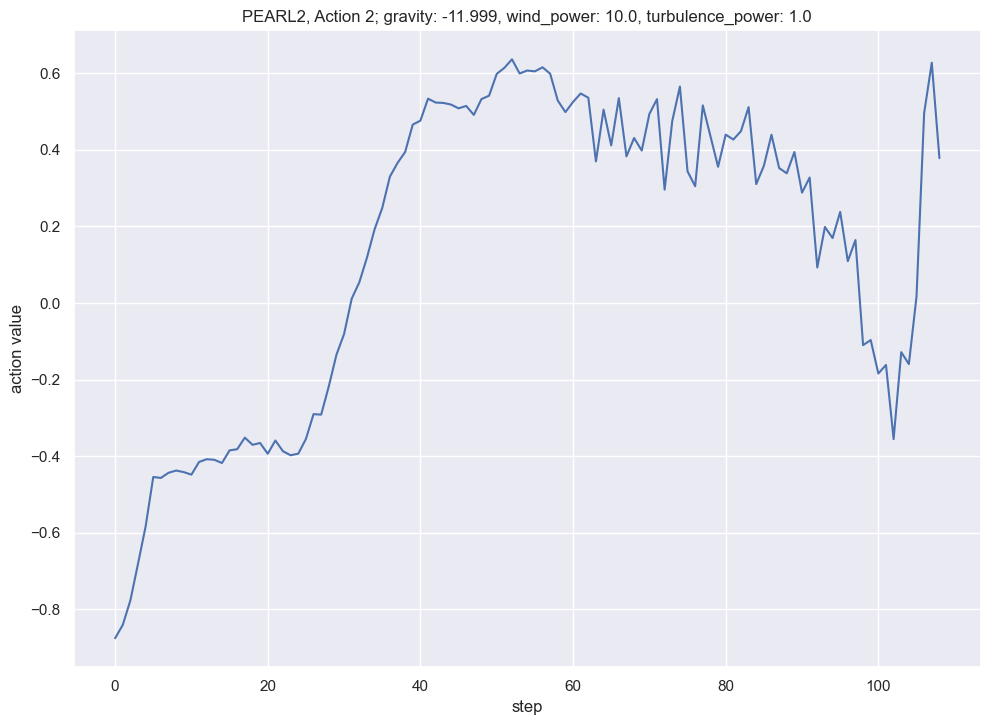 PEARL2, Action 2; gravity: -11.999, wind_power: 10.0, turbulence_power: 1.0
action value
0.6
0.4
0.2
0.0
−0.2
−0.4
−0.6
−0.8
0 20 40 60 80 100
step